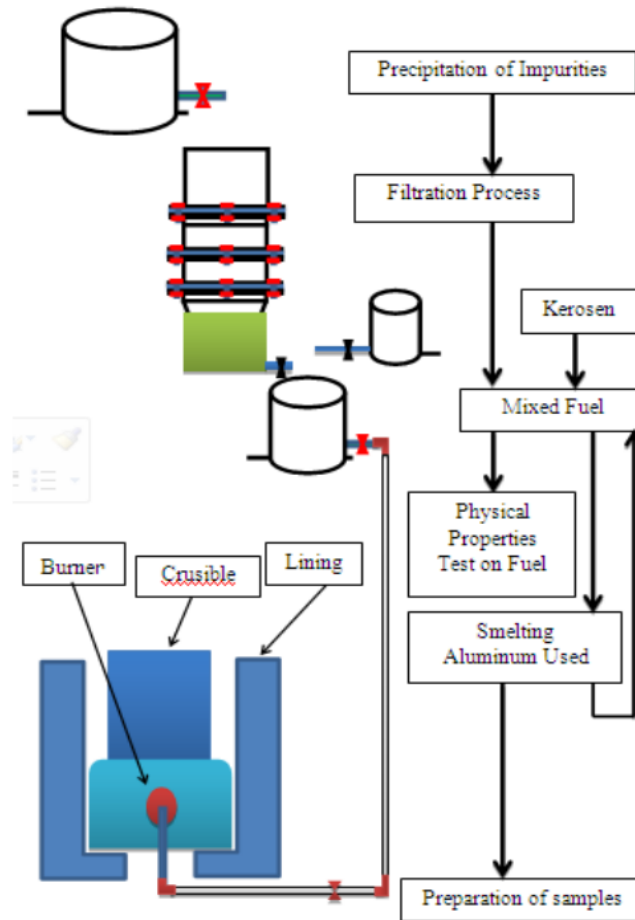 Precipitation of Impurities
Filtration Process
Kerosen
Mixed Fuel
Physical
Properties
Test on Fuel
Burner
Crusible
Lining
Smelting
Aluminum Used
Preparation of samples